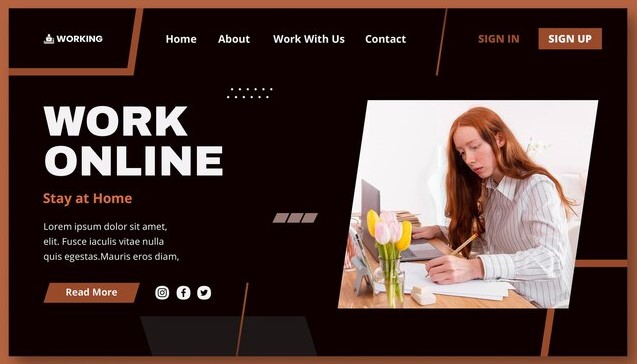 WORKING
Home
About
Work With Us
Contact
SIGN IN
SIGN UP
WORK
ONLINE
Stay at Home
Lorem ipsum dolor sit amet,
elit. Fusce iaculis vitae nulla
quis egestas.Mauris eros diam,
Read More